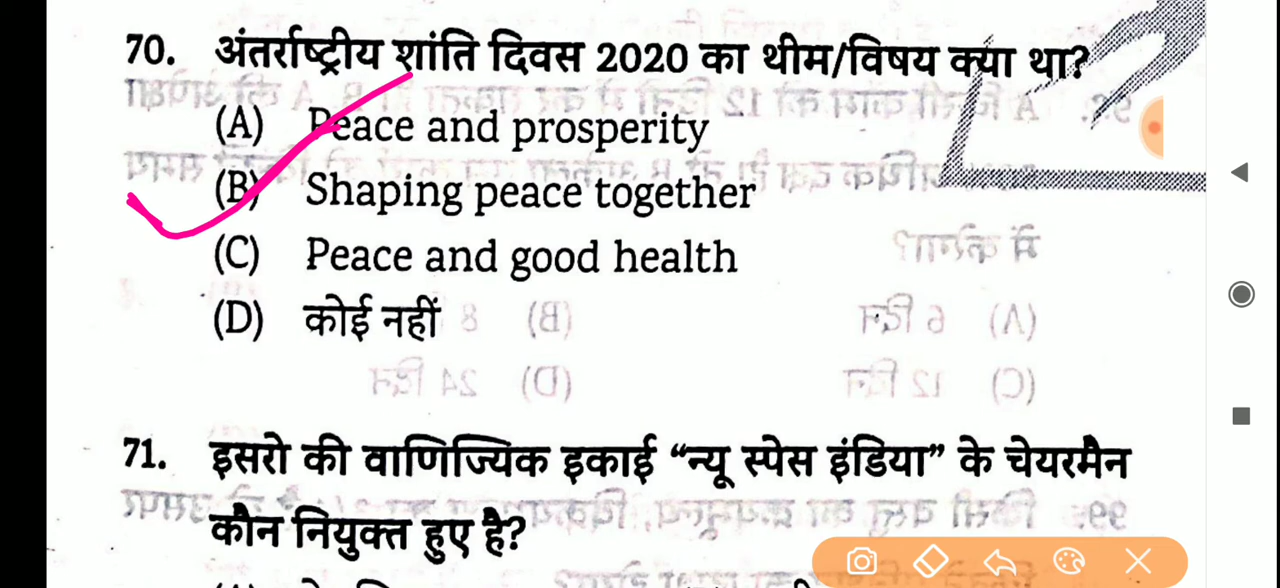 70. अंतर्राष्ट्रीय शांति दिवस 2020 का थीम/विषय क्या था?
(A) Peace and prosperity
(B) Shaping peace together
(C) Peace and good health
(D) कोई नहीं
71. इसरो की वाणिज्यिक इकाई “न्यू स्पेस इंडिया” के चेयरमैन
कौन नियुक्त हुए है?